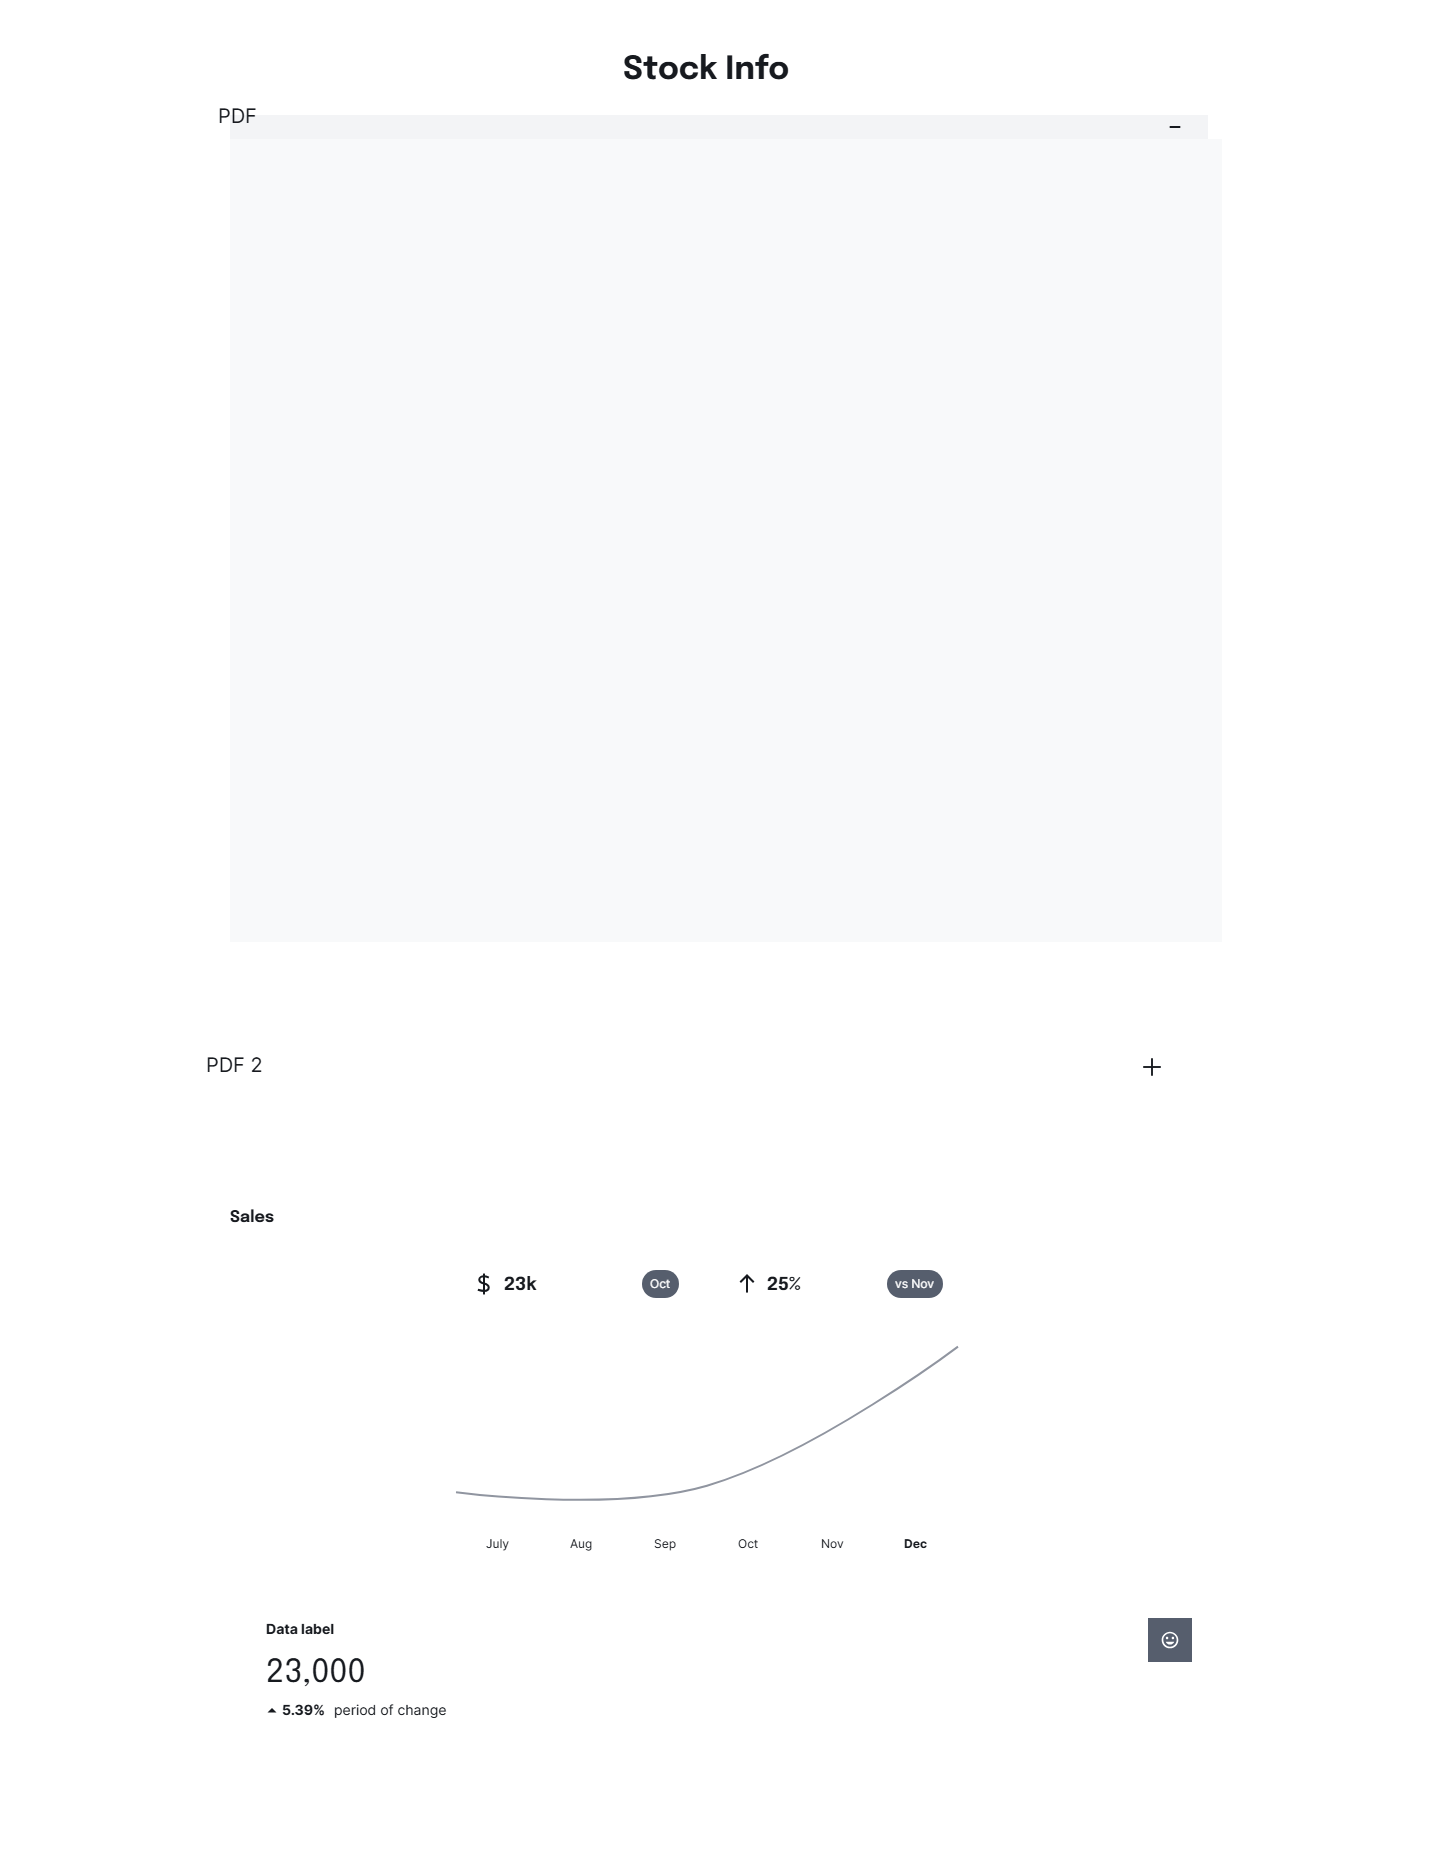 Stock Info
PDF
PDF 2
Sales
$ 23k Oct 25% vs Nov
July Aug Sep Oct Nov Dec
Data label
23,000
5.39% period of change